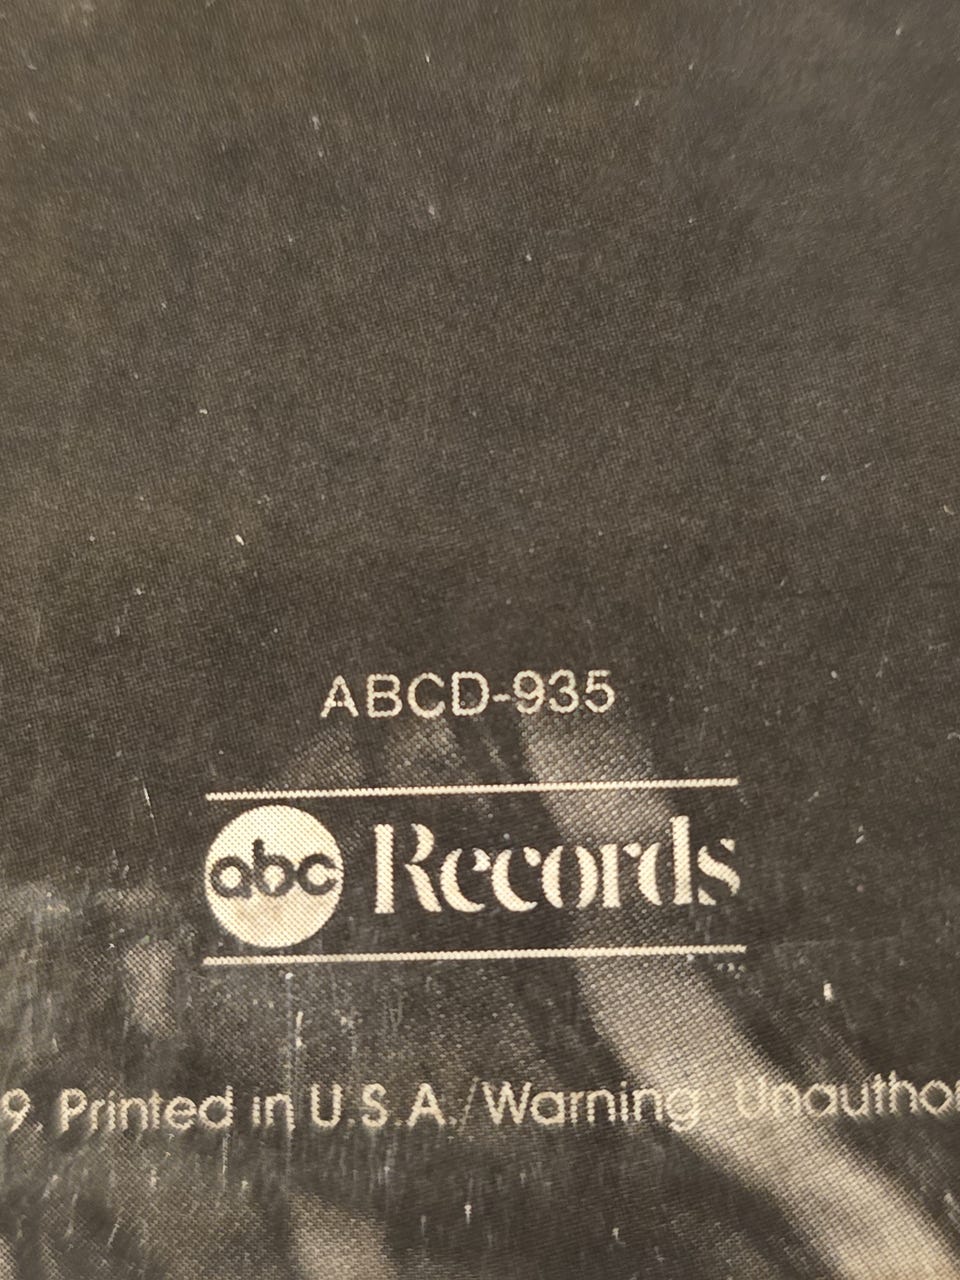 ABCD-935
abc Records
9. Printed in U.S.A./Warning: Unauthor